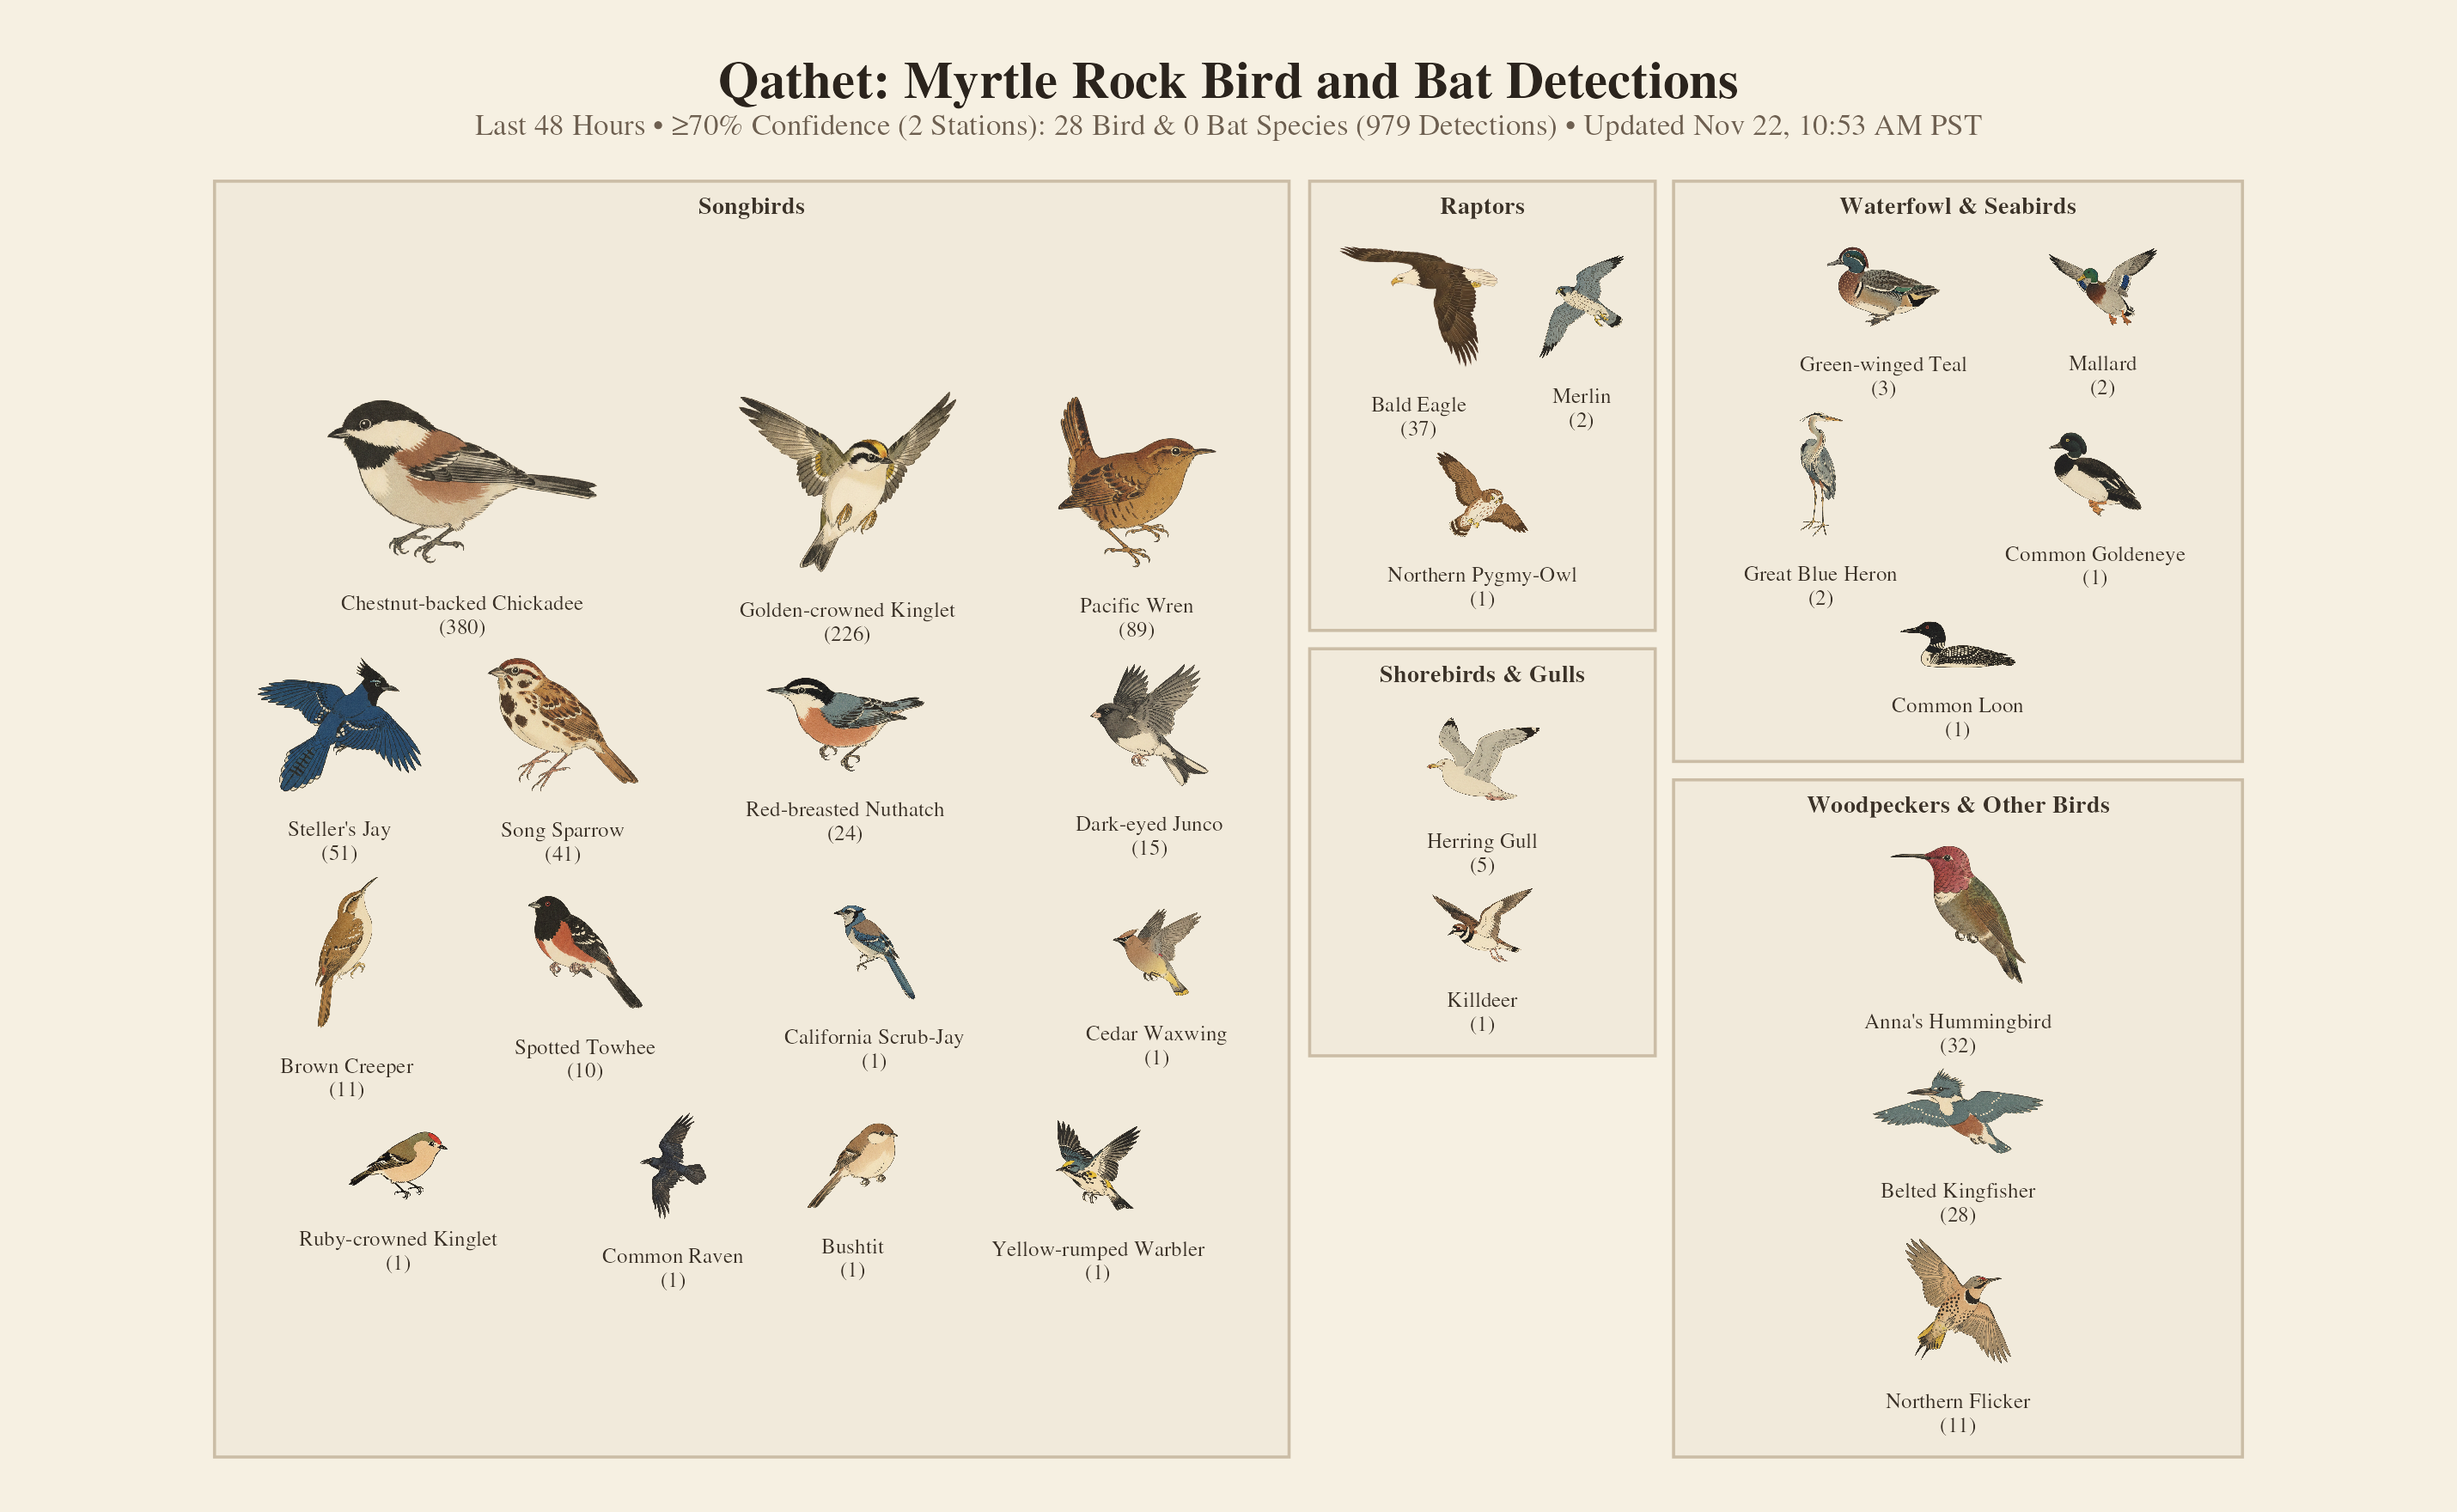 Qathet: Myrtle Rock Bird and Bat Detections
Last 48 Hours • ≥70% Confidence (2 Stations): 28 Bird & 0 Bat Species (979 Detections) • Updated Nov 22, 10:53 AM PST
Songbirds
Chestnut-backed Chickadee
(380)
Golden-crowned Kinglet
(226)
Pacific Wren
(89)
Steller's Jay
(51)
Song Sparrow
(41)
Red-breasted Nuthatch
(24)
Dark-eyed Junco
(15)
Brown Creeper
(11)
Spotted Towhee
(10)
California Scrub-Jay
(1)
Cedar Waxwing
(1)
Ruby-crowned Kinglet
(1)
Common Raven
(1)
Bushtit
(1)
Yellow-rumped Warbler
(1)
Raptors
Bald Eagle
(37)
Merlin
(2)
Northern Pygmy-Owl
(1)
Shorebirds & Gulls
Herring Gull
(5)
Killdeer
(1)
Waterfowl & Seabirds
Green-winged Teal
(3)
Mallard
(2)
Great Blue Heron
(2)
Common Goldeneye
(1)
Common Loon
(1)
Woodpeckers & Other Birds
Anna's Hummingbird
(32)
Belted Kingfisher
(28)
Northern Flicker
(11)